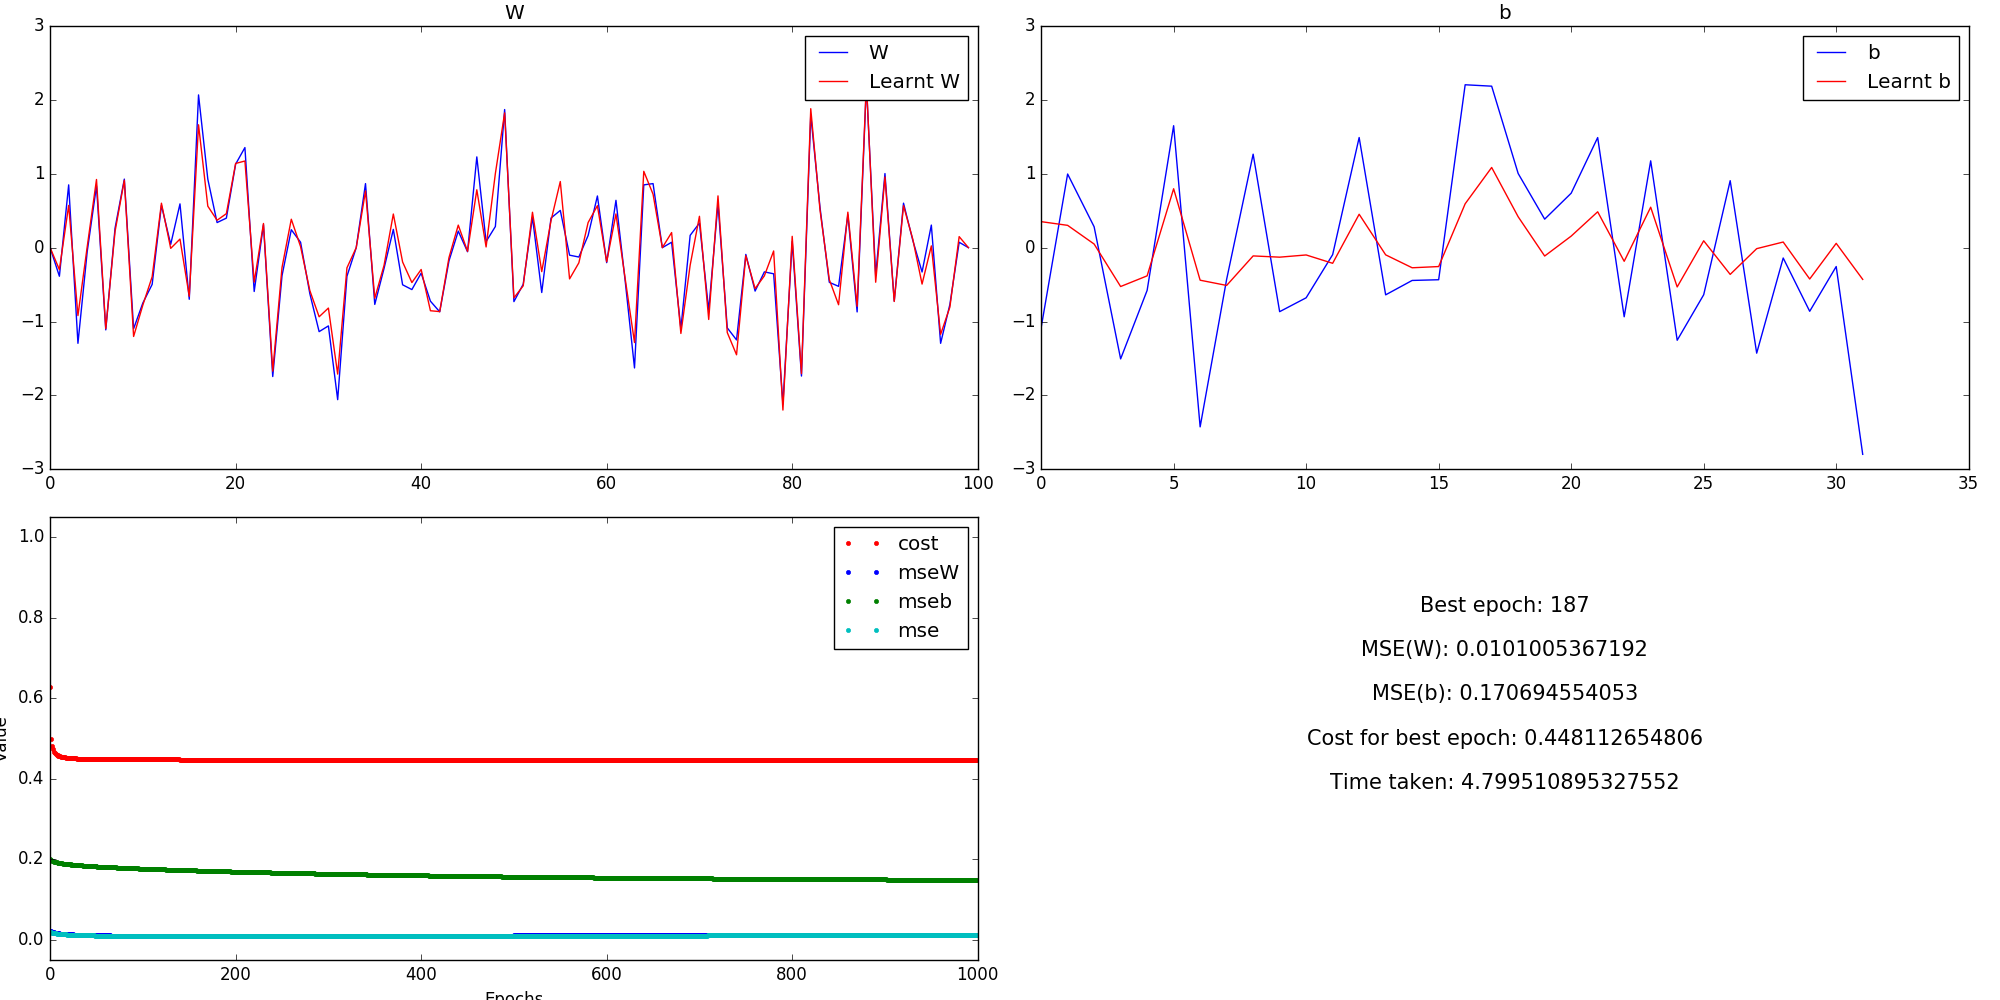 W
3
2
1
0
−1
−2
−3
0 20 40 60 80 100
W
Learnt W
b
3
2
1
0
−1
−2
−3
0 5 10 15 20 25 30 35
b
Learnt b
1.0
0.8
0.6
0.4
0.2
0.0
0 200 400 600 800 1000
Epochs
cost
mseW
mseb
mse
Best epoch: 187
MSE(W): 0.0101005367192
MSE(b): 0.170694554053
Cost for best epoch: 0.448112654806
Time taken: 4.799510895327552